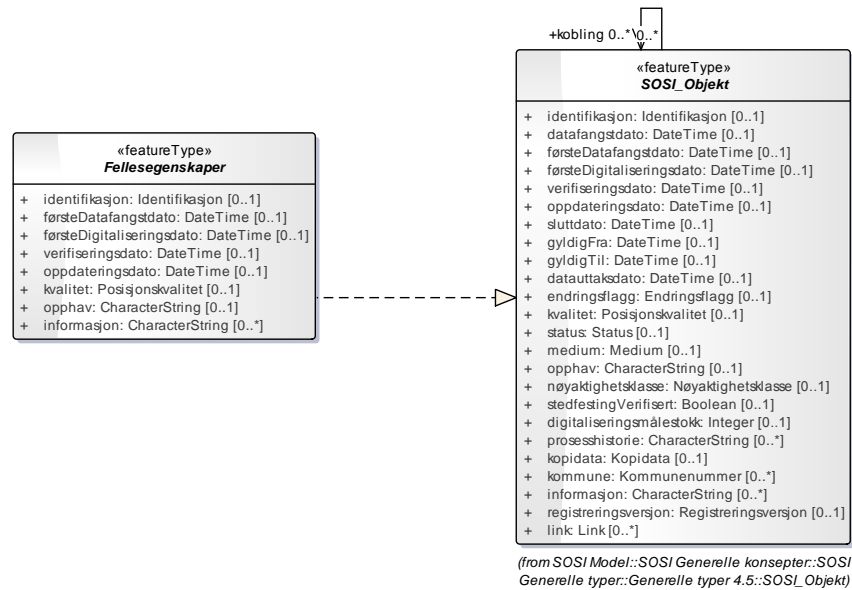 «featureType»
Fellesegenskaper
+ identifikasjon: Identifikasjon [0..1]
+ førsteDatafangstdato: DateTime [0..1]
+førsteDigitaliseringsdato: DateTime [0..1]
+ verifiseringsdato: DateTime [0..1]
+ oppdateringsdato: DateTime [0..1]
+ kvalitet: Posisjonskvalitet [0..1]
+ opphav: CharacterString [0..1]
+ informasjon: CharacterString [0..*]
+kobling 0..* 0..*
«featureType»
SOSI_Objekt
+ identifikasjon: Identifikasjon [0..1]
+ datafangstdato: DateTime [0..1]
+ førsteDatafangstdato: DateTime [0..1]
+ førsteDigitaliseringsdato: DateTime [0..1]
+ verifiseringsdato: DateTime [0..1]
+ oppdateringsdato: DateTime [0..1]
+ sluttdato: DateTime [0..1]
+ gyldigFra: DateTime [0..1]
+ gyldigTil: DateTime [0..1]
+ datauttaksdato: DateTime [0..1]
+ endringsflagg: Endringsflagg [0..1]
+ kvalitet: Posisjonskvalitet [0..1]
+ status: Status [0..1]
+ medium: Medium [0..1]
+ opphav: CharacterString [0..1]
+ nøyaktighetsklasse: Nøyaktighetsklasse [0..1]
+ stedfestingVerifisert: Boolean [0..1]
+ digitaliseringsmålestokk: Integer [0..1]
+ prosesshistorie: CharacterString [0..*]
+ kopidata: Kopidata [0..1]
+ kommune: Kommunenummer [0..*]
+ informasjon: CharacterString [0..*]
+ registreringsversjon: Registreringsversjon [0..1]
+ link: Link [0..*]
(from SOSI Model::SOSI Generelle konsepter::SOSI
Generelle typer::Generelle typer 4.5::SOSI_Objekt)